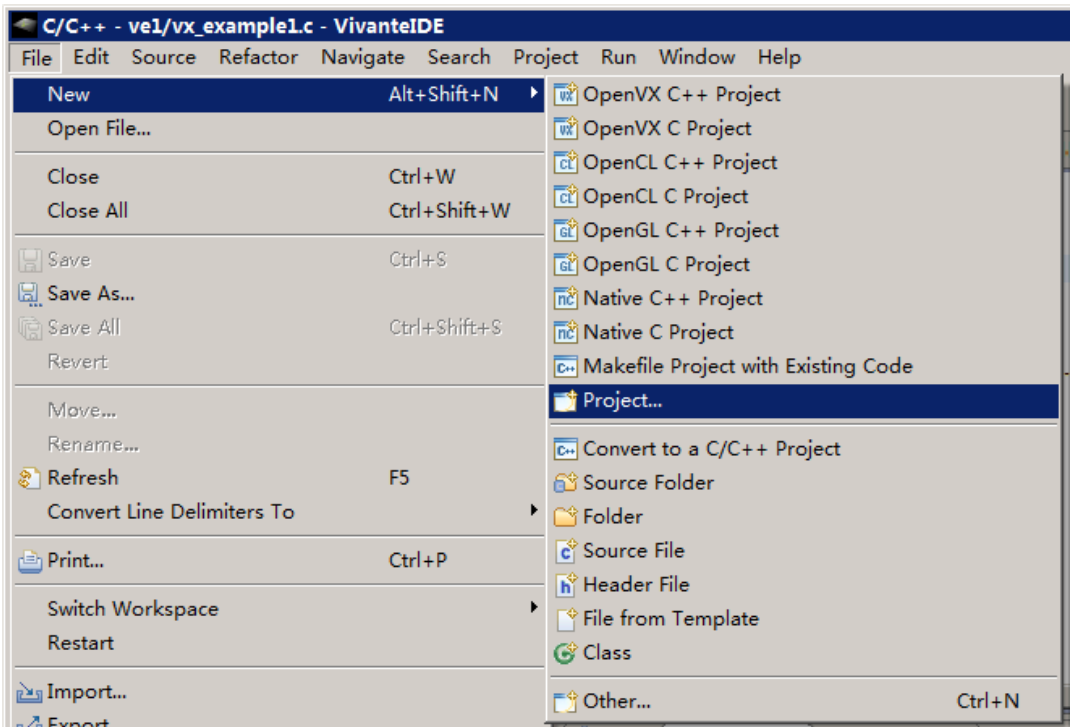 C/C++ - ve1/vx_example1.c - VivanteIDE
File Edit Source Refactor Navigate Search Project Run Window Help
New Alt+Shift+N
Open File...
Close Ctrl+W
Close All Ctrl+Shift+W
Save Ctrl+S
Save As...
Save All Ctrl+Shift+S
Revert
Move...
Rename...
Refresh F5
Convert Line Delimiters To
Print... Ctrl+P
Switch Workspace
Restart
Import...
Export
OpenVX C++ Project
OpenVX C Project
OpenCL C++ Project
OpenCL C Project
OpenGL C++ Project
OpenGL C Project
Native C++ Project
Native C Project
Makefile Project with Existing Code
Project...
Convert to a C/C++ Project
Source Folder
Folder
Source File
Header File
File from Template
Class
Other... Ctrl+N